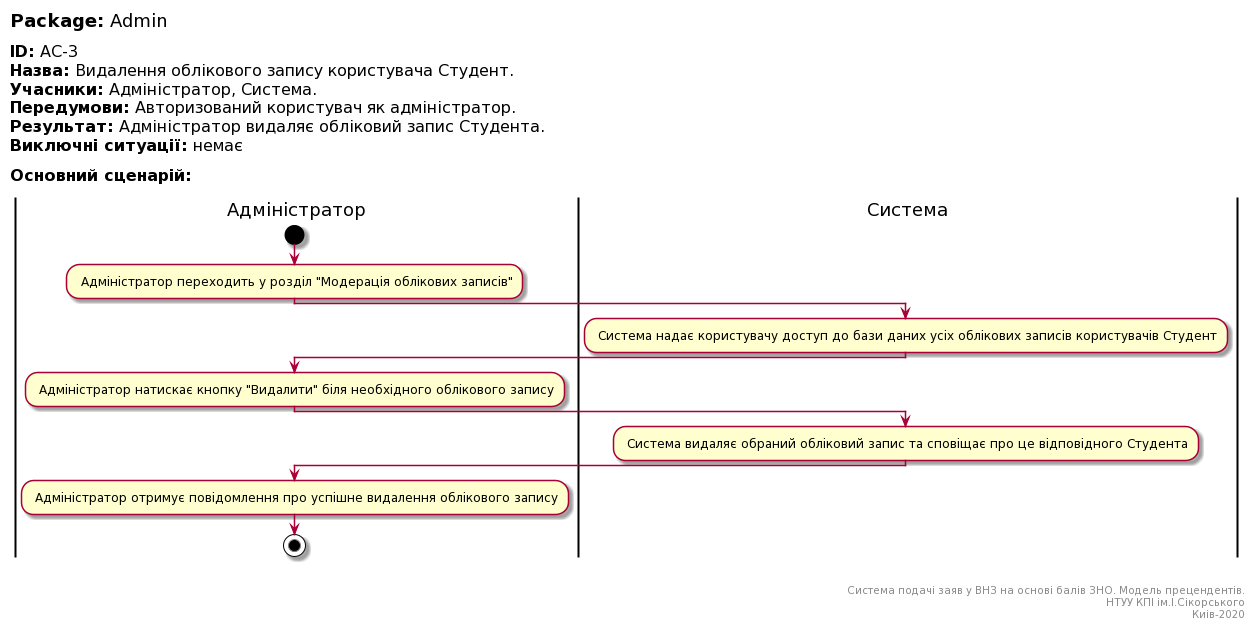 Package: Admin
ID: AC-3
Назва: Видалення облікового запису користувача Студент.
Учасники: Адміністратор, Система.
Передумови: Авторизований користувач як адміністратор.
Результат: Адміністратор видаляє обліковий запис Студента.
Виключні ситуації: немає
Основний сценарій:
Адміністратор
Система
Адміністратор переходить у розділ "Модерація облікових записів"
Система надає користувачу доступ до бази даних усіх облікових записів користувачів Студент
Адміністратор натискає кнопку "Видалити" біля необхідного облікового запису
Система видаляє обраний обліковий запис та сповіщає про це відповідного Студента
Адміністратор отримує повідомлення про успішне видалення облікового запису
Система подачі заяв у ВНЗ на основі балів ЗНО. Модель прецендентів.
НТУУ КПІ ім.І.Сікорського
Киів-2020